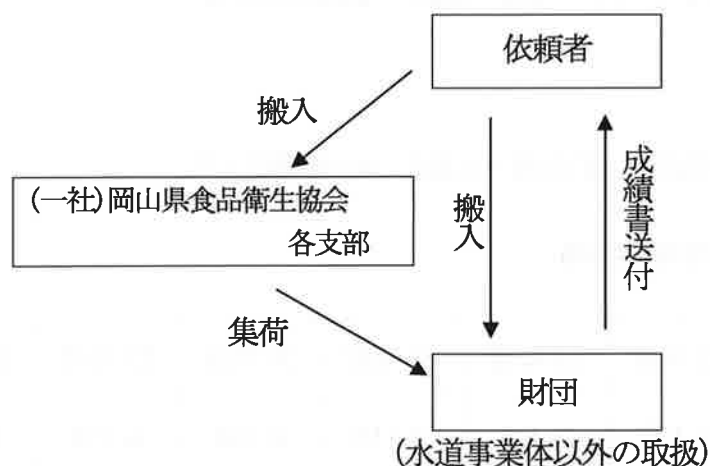 依頼者
搬入
(一社)岡山県食品衛生協会
各支部
搬入
成績書送付
集荷
財団
(水道事業体以外の取扱)